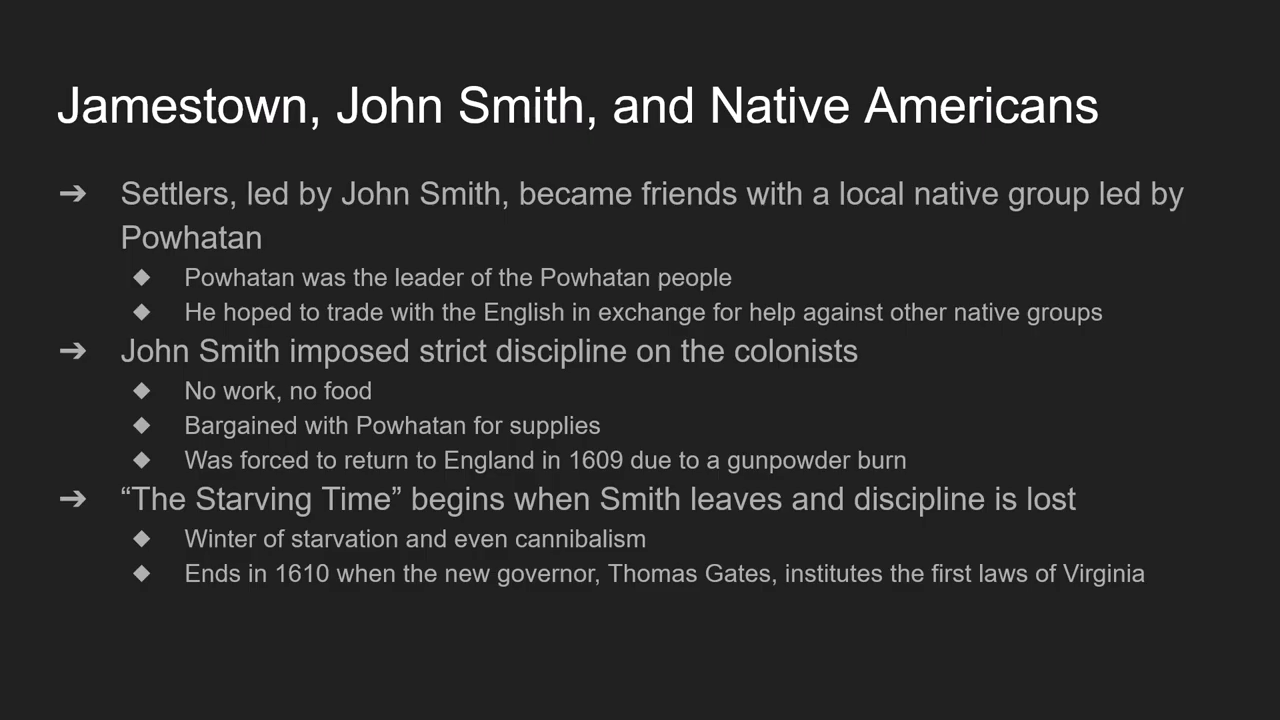 Jamestown, John Smith, and Native Americans
➔ Settlers, led by John Smith, became friends with a local native group led by
Powhatan
◆ Powhatan was the leader of the Powhatan people
◆ He hoped to trade with the English in exchange for help against other native groups
➔ John Smith imposed strict discipline on the colonists
◆ No work, no food
◆ Bargained with Powhatan for supplies
◆ Was forced to return to England in 1609 due to a gunpowder burn
➔ “The Starving Time” begins when Smith leaves and discipline is lost
◆ Winter of starvation and even cannibalism
◆ Ends in 1610 when the new governor, Thomas Gates, institutes the first laws of Virginia